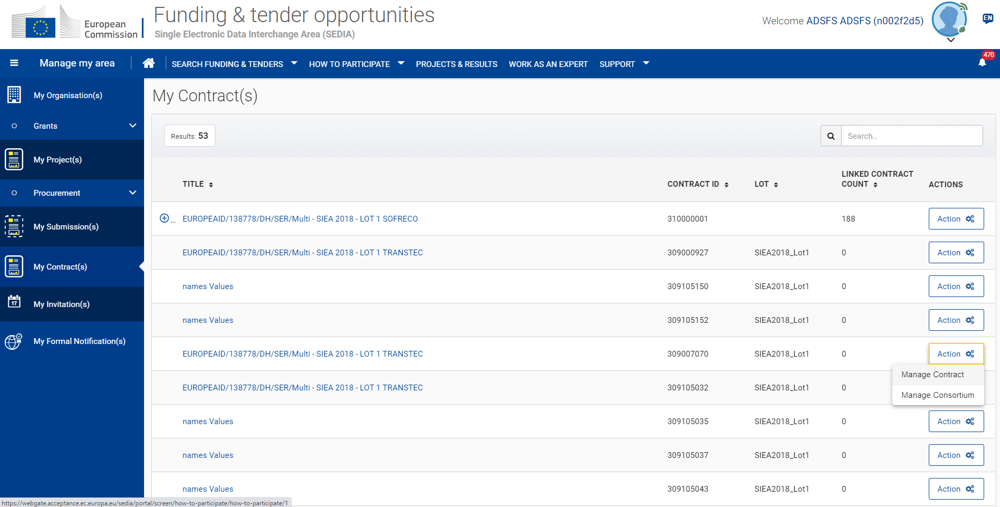 European
Commission
Funding & tender opportunities
Single Electronic Data Interchange Area (SEDIA)
Welcome ADSFS ADSFS (n002f2d5)
EN
Manage my area
SEARCH FUNDING & TENDERS
HOW TO PARTICIPATE
PROJECTS & RESULTS
WORK AS AN EXPERT
SUPPORT
470
My Organisation(s)
Grants
My Project(s)
Procurement
My Submission(s)
My Contract(s)
17
My Invitation(s)
My Formal Notification(s)
My Contract(s)
Results: 53
Search..
TITLE
CONTRACT ID
LOT
LINKED CONTRACT
COUNT
ACTIONS
... EUROPEAID/138778/DH/SER/Multi - SIEA 2018 - LOT 1 SOFRECO 310000001 188 Action
EUROPEAID/138778/DH/SER/Multi - SIEA 2018 - LOT 1 TRANSTEC 309000927 SIEA2018_Lot1 0 Action
names Values 309105150 SIEA2018_Lot1 0 Action
names Values 309105152 SIEA2018_Lot1 0 Action
EUROPEAID/138778/DH/SER/Multi - SIEA 2018 - LOT 1 TRANSTEC 309007070 SIEA2018_Lot1 0 Action
Manage Contract
EUROPEAID/138778/DH/SER/Multi - SIEA 2018 - LOT 1 TRANSTEC 309105032 SIEA2018_Lot1 0
Manage Consortium
names Values 309105035 SIEA2018_Lot1 0 Action
names Values 309105037 SIEA2018_Lot1 0 Action
names Values 309105043 SIEA2018_Lot1 0 Action
https://webgate.acceptance.ec.europa.eu/sedia/portal/screen/how-to-participate/how-to-participate/1